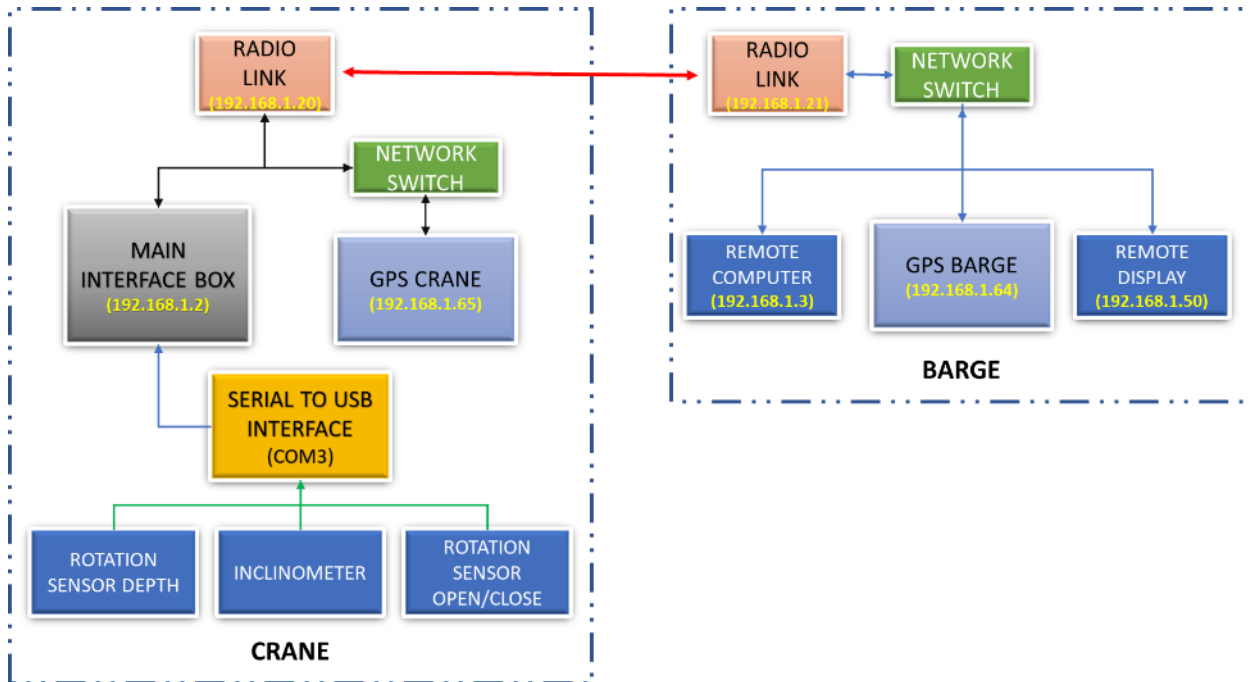 RADIO
LINK
(192.168.1.20)
NETWORK
SWITCH
MAIN
INTERFACE BOX
(192.168.1.2)
GPS CRANE
(192.168.1.65)
SERIAL TO USB
INTERFACE
(COM3)
ROTATION
SENSOR DEPTH
INCLINOMETER
ROTATION
SENSOR
OPEN/CLOSE
CRANE
RADIO
LINK
(192.168.1.21)
NETWORK
SWITCH
REMOTE
COMPUTER
(192.168.1.3)
GPS BARGE
(192.168.1.64)
REMOTE
DISPLAY
(192.168.1.50)
BARGE